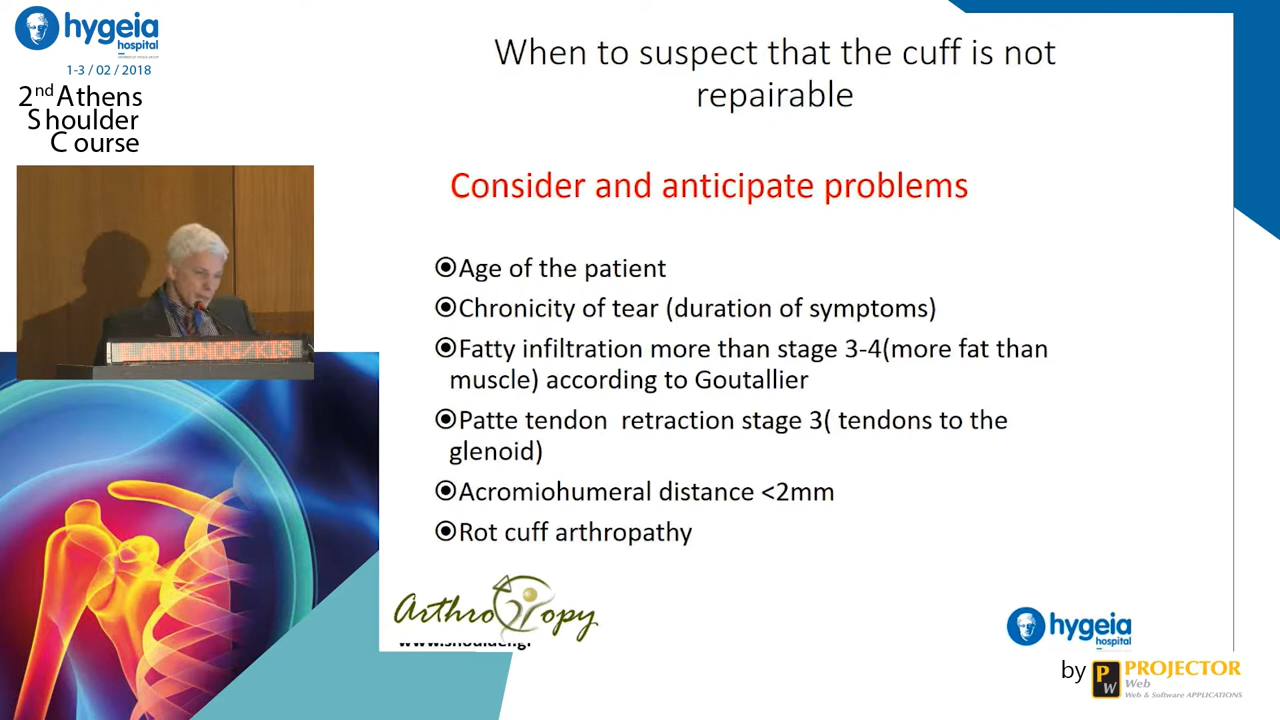 hygeia
hospital
1-3 / 02 / 2018
2nd Athens
Shoulder
Course
When to suspect that the cuff is not
repairable
Consider and anticipate problems
Age of the patient
Chronicity of tear (duration of symptoms)
Fatty infiltration more than stage 3-4(more fat than
muscle) according to Goutallier
Patte tendon retraction stage 3( tendons to the
glenoid)
Acromiohumeral distance <2mm
Rot cuff arthropathy
hygeia
hospital
by PW PROJECTOR
Web
Web & Software APPLICATIONS